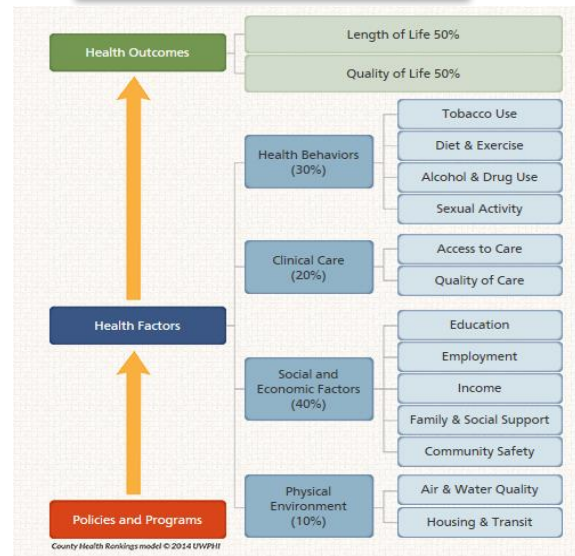 Health Outcomes
Length of Life 50%
Quality of Life 50%
Health Factors
Health Behaviors
(30%)
Tobacco Use
Diet & Exercise
Alcohol & Drug Use
Sexual Activity
Clinical Care
(20%)
Access to Care
Quality of Care
Social and
Economic Factors
(40%)
Education
Employment
Income
Family & Social Support
Community Safety
Physical
Environment
(10%)
Air & Water Quality
Housing & Transit
Policies and Programs
County Health Rankings model © 2014 UWPHI